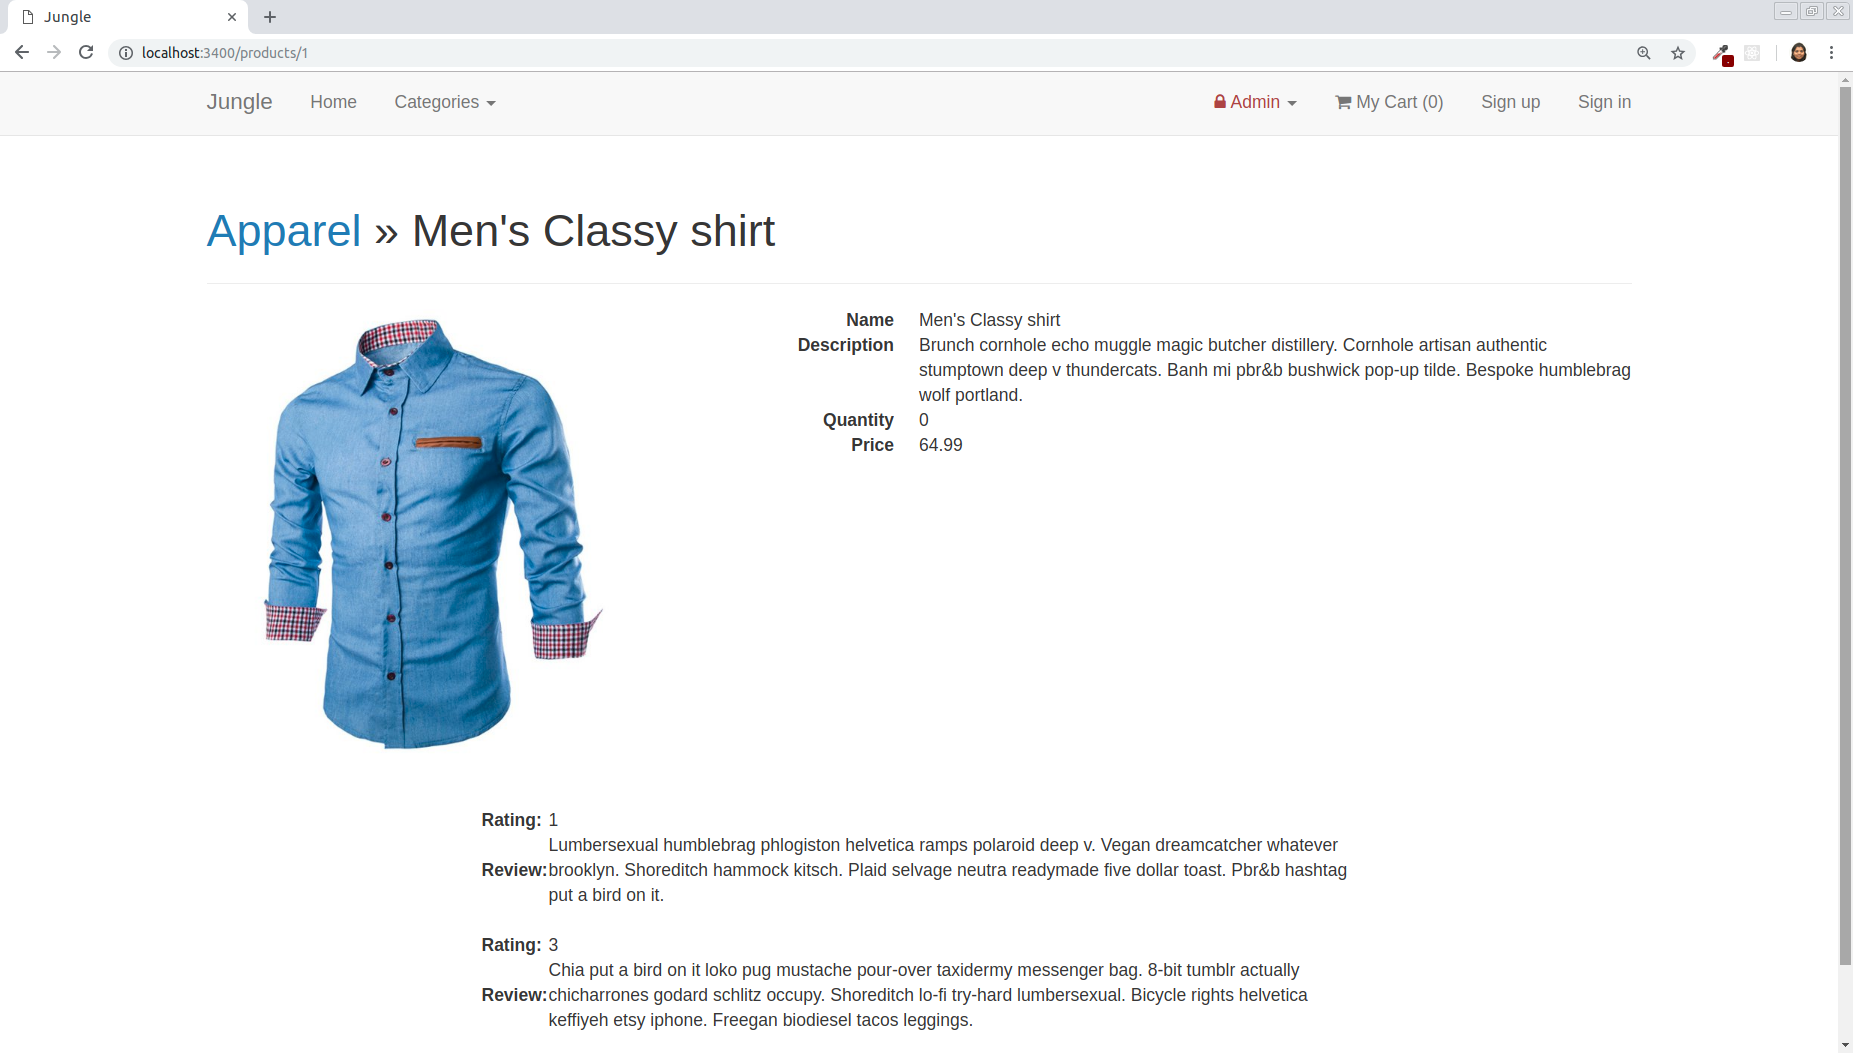 Jungle
localhost:3400/products/1
Jungle Home Categories Admin My Cart (0) Sign up Sign in
Apparel » Men's Classy shirt
Name Men's Classy shirt
Description Brunch cornhole echo muggle magic butcher distillery. Cornhole artisan authentic
stumptown deep v thundercats. Banh mi pbr&b bushwick pop-up tilde. Bespoke humblebrag
wolf portland.
Quantity 0
Price 64.99
Rating: 1
Lumbersexual humblebrag phlogiston helvetica ramps polaroid deep v. Vegan dreamcatcher whatever
Review: brooklyn. Shoreditch hammock kitsch. Plaid selvage neutra readymade five dollar toast. Pbr&b hashtag
put a bird on it.
Rating: 3
Chia put a bird on it loko pug mustache pour-over taxidermy messenger bag. 8-bit tumblr actually
Review: chicharrones godard schlitz occupy. Shoreditch lo-fi try-hard lumbersexual. Bicycle rights helvetica
keffiyeh etsy iphone. Freegan biodiesel tacos leggings.